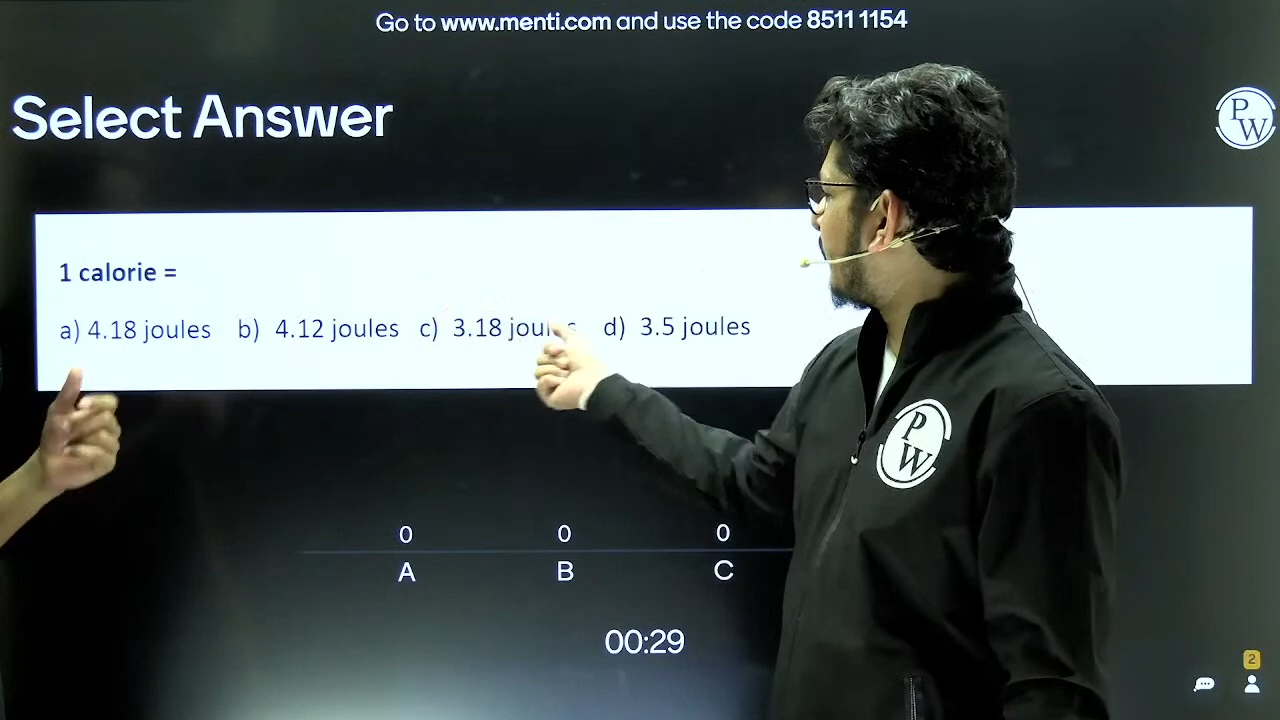 Go to www.menti.com and use the code 8511 1154
Select Answer
PW
1 calorie =
a) 4.18 joules b) 4.12 joules c) 3.18 joules d) 3.5 joules
PW
0 0 0
A B C
00:29
2